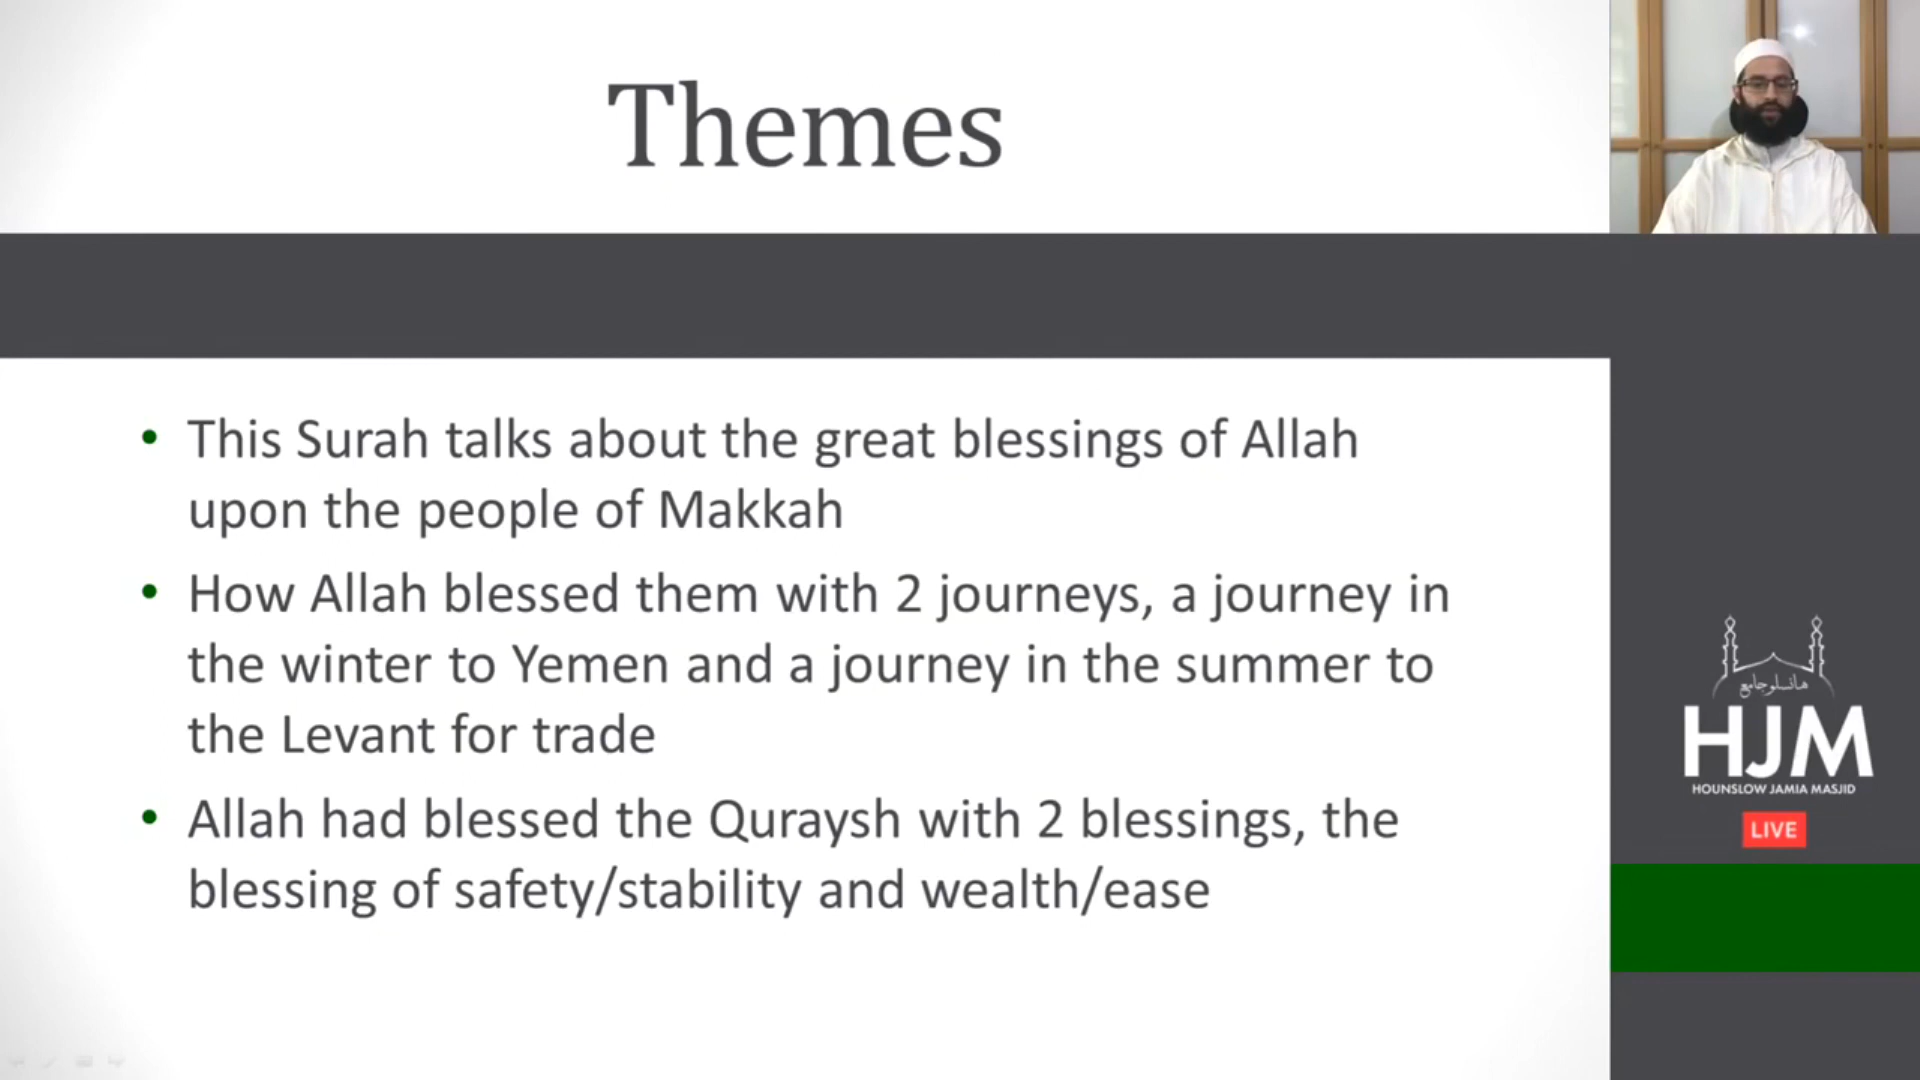 Themes
This Surah talks about the great blessings of Allah
upon the people of Makkah
How Allah blessed them with 2 journeys, a journey in
the winter to Yemen and a journey in the summer to
the Levant for trade
Allah had blessed the Quraysh with 2 blessings, the
blessing of safety/stability and wealth/ease
هانسلو جامع
HJM
HOUNSLOW JAMIA MASJID
LIVE